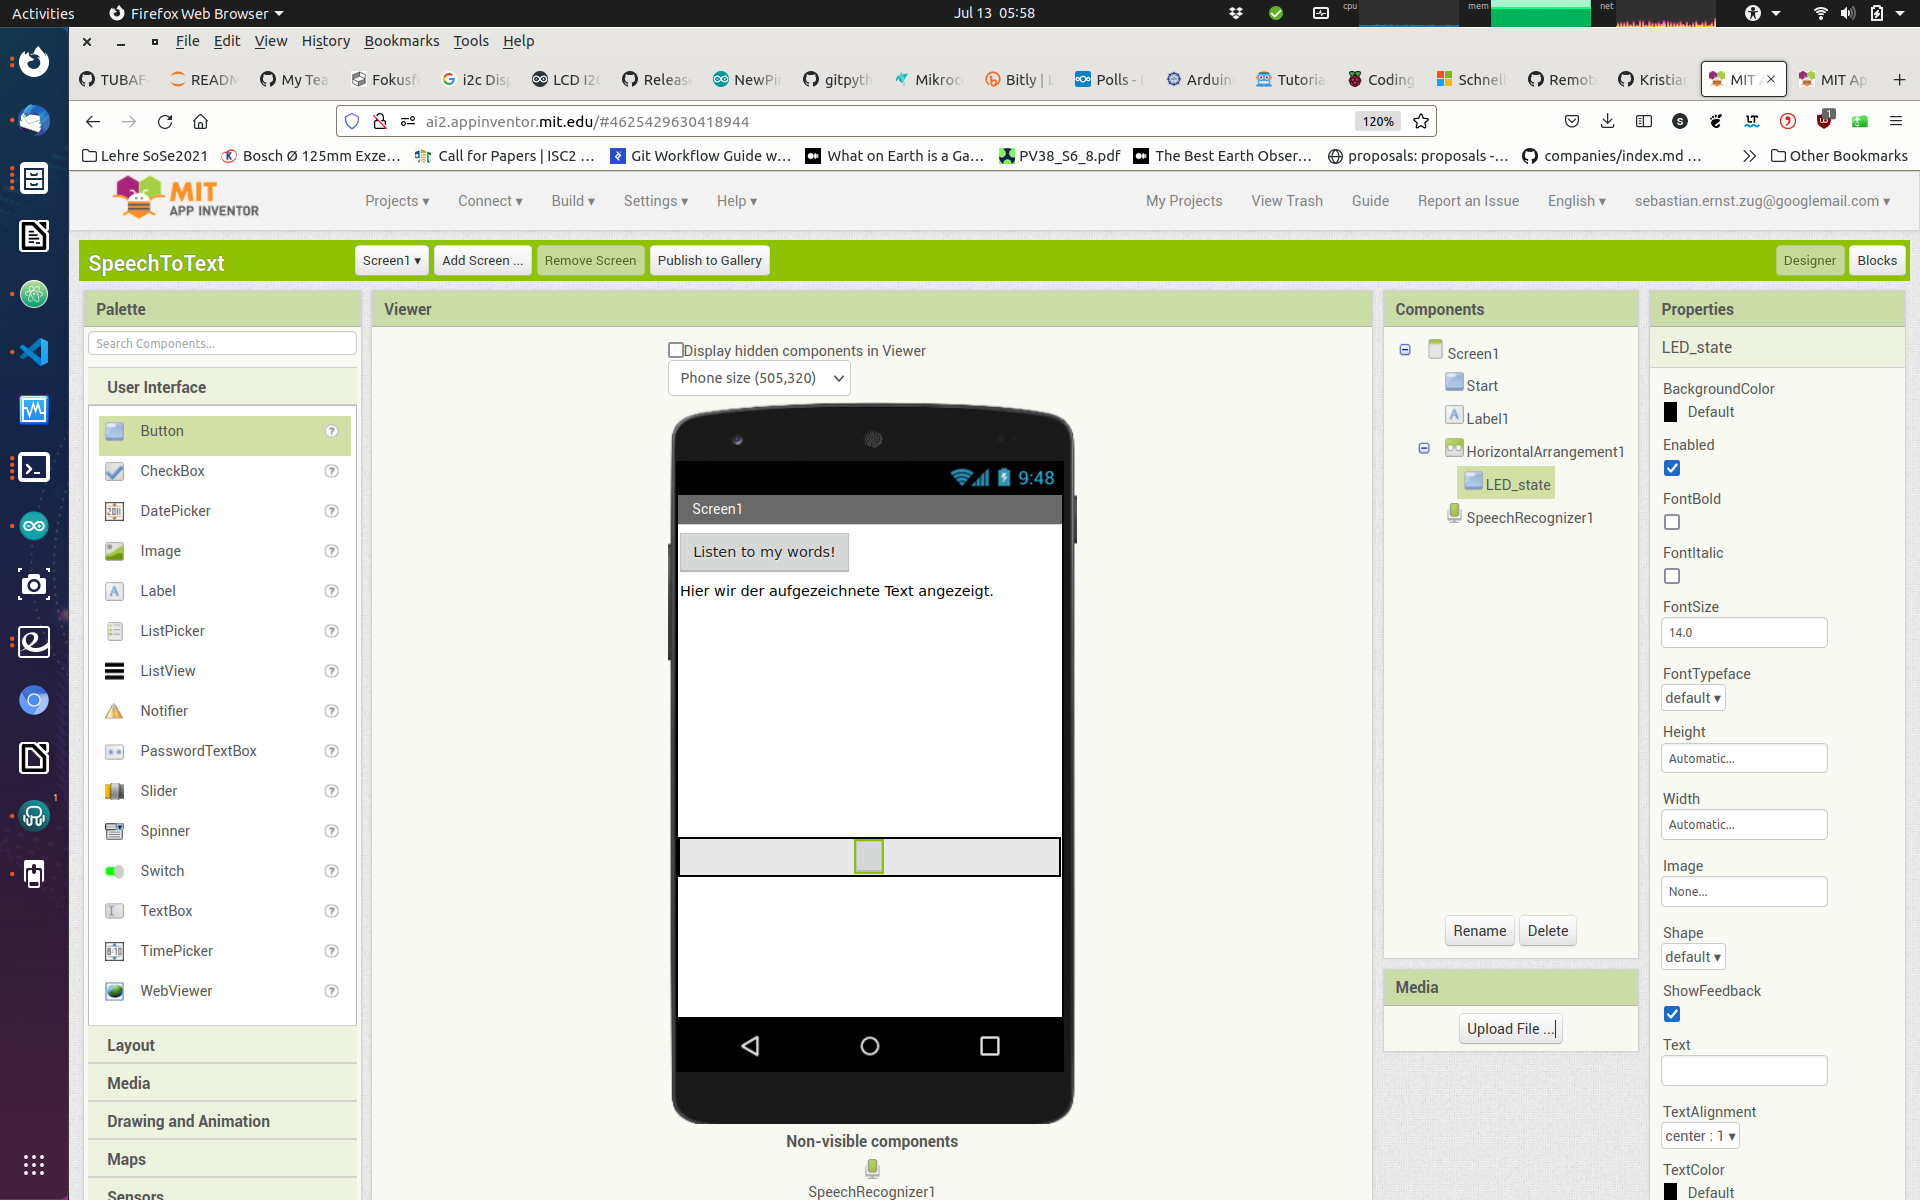 Activities
Firefox Web Browser
Jul 13 05:58
cpu
mem
net
File Edit View History Bookmarks Tools Help
TUBAF
READM
My Tea
Fokusf
i2c Disp
LCD I2C
Releas
NewPi
gitpyth
Mikroc
Bitly | L
Polls -
Arduin
Tutoria
Coding
Schnell
Remot
Kristia
MIT A
MIT Ap
ai2.appinventor.mit.edu/#4625429630418944
120%
1
Lehre SoSe2021
Bosch Ø 125mm Exze...
Call for Papers | ISC2 ...
Git Workflow Guide w...
What on Earth is a Ga...
PV38_S6_8.pdf
The Best Earth Obser...
proposals: proposals -...
companies/index.md ...
Other Bookmarks
MIT
APP INVENTOR
Projects ▾ Connect ▾ Build ▾ Settings ▾ Help ▾
My Projects View Trash Guide Report an Issue English ▾ sebastian.ernst.zug@googlemail.com ▾
SpeechToText
Screen1 ▾ Add Screen ... Remove Screen Publish to Gallery
Designer Blocks
Palette
Search Components...
User Interface
Button
CheckBox
DatePicker
Image
Label
ListPicker
ListView
Notifier
PasswordTextBox
Slider
Spinner
Switch
TextBox
TimePicker
WebViewer
Layout
Media
Drawing and Animation
Maps
Sensors
Viewer
Display hidden components in Viewer
Phone size (505,320)
9:48
Screen1
Listen to my words!
Hier wir der aufgezeichnete Text angezeigt.
Non-visible components
SpeechRecognizer1
Components
Screen1
Start
Label1
HorizontalArrangement1
LED_state
SpeechRecognizer1
Rename Delete
Media
Upload File ...
Properties
LED_state
BackgroundColor
Default
Enabled
FontBold
FontItalic
FontSize
14.0
FontTypeface
default ▾
Height
Automatic...
Width
Automatic...
Image
None...
Shape
default ▾
ShowFeedback
Text
TextAlignment
center : 1 ▾
TextColor
Default
1